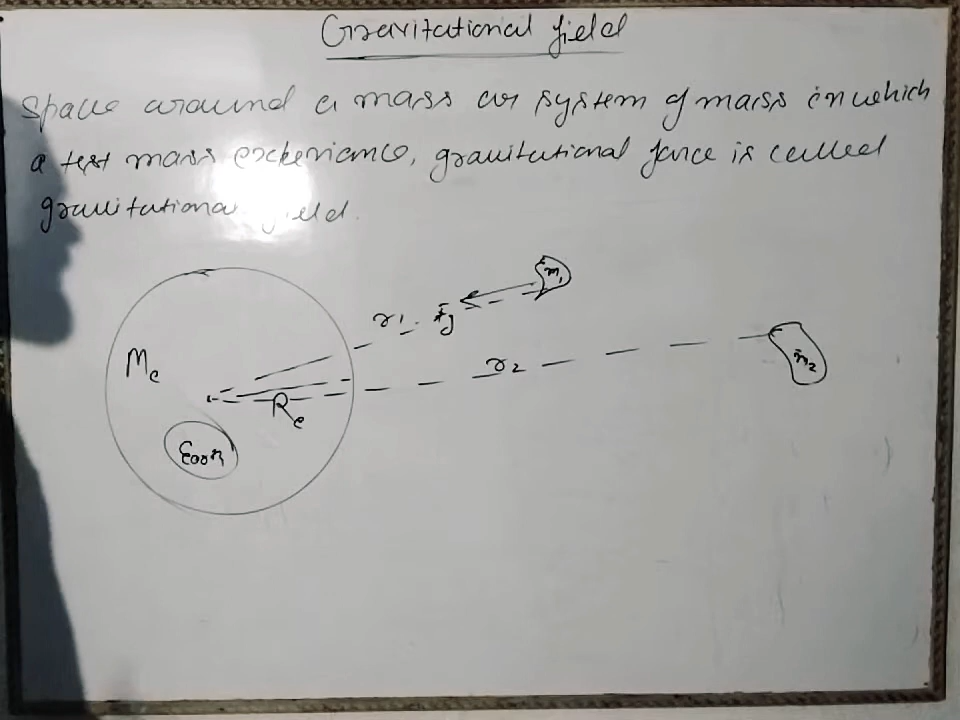 Gravitational field
Space around a mass or system of mass in which
a test mass experience, gravitational force is called
gravitational field.
m₁
r₁
Fg
r₂
m₂
Me
Re
Earth